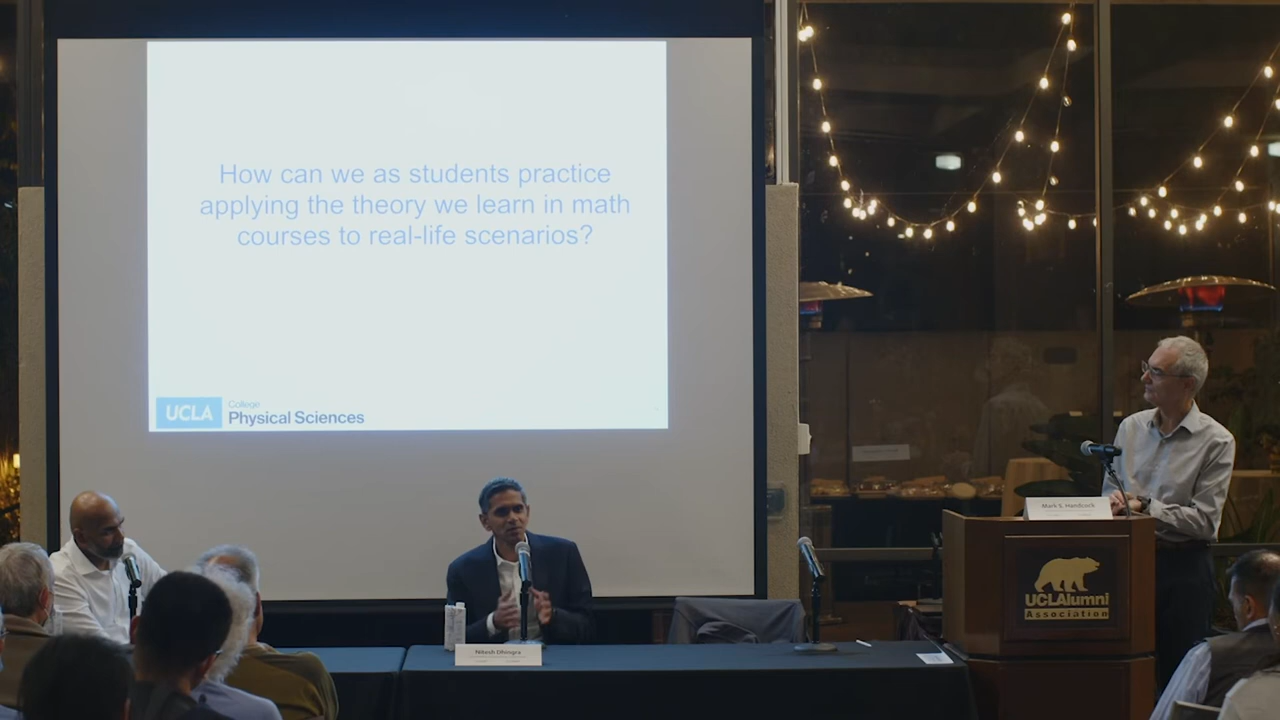 How can we as students practice
applying the theory we learn in math
courses to real-life scenarios?
UCLA
College
Physical Sciences
Mark S. Handcock
UCLAlumni
Association
Nikesh Dhingra